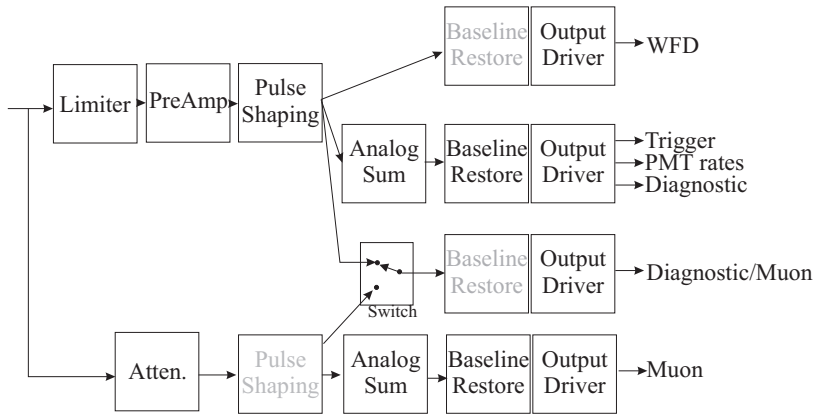 Baseline
Restore
Output
Driver
WFD
Limiter
PreAmp
Pulse
Shaping
Analog
Sum
Baseline
Restore
Output
Driver
Trigger
PMT rates
Diagnostic
Switch
Baseline
Restore
Output
Driver
Diagnostic/Muon
Atten.
Pulse
Shaping
Analog
Sum
Baseline
Restore
Output
Driver
Muon